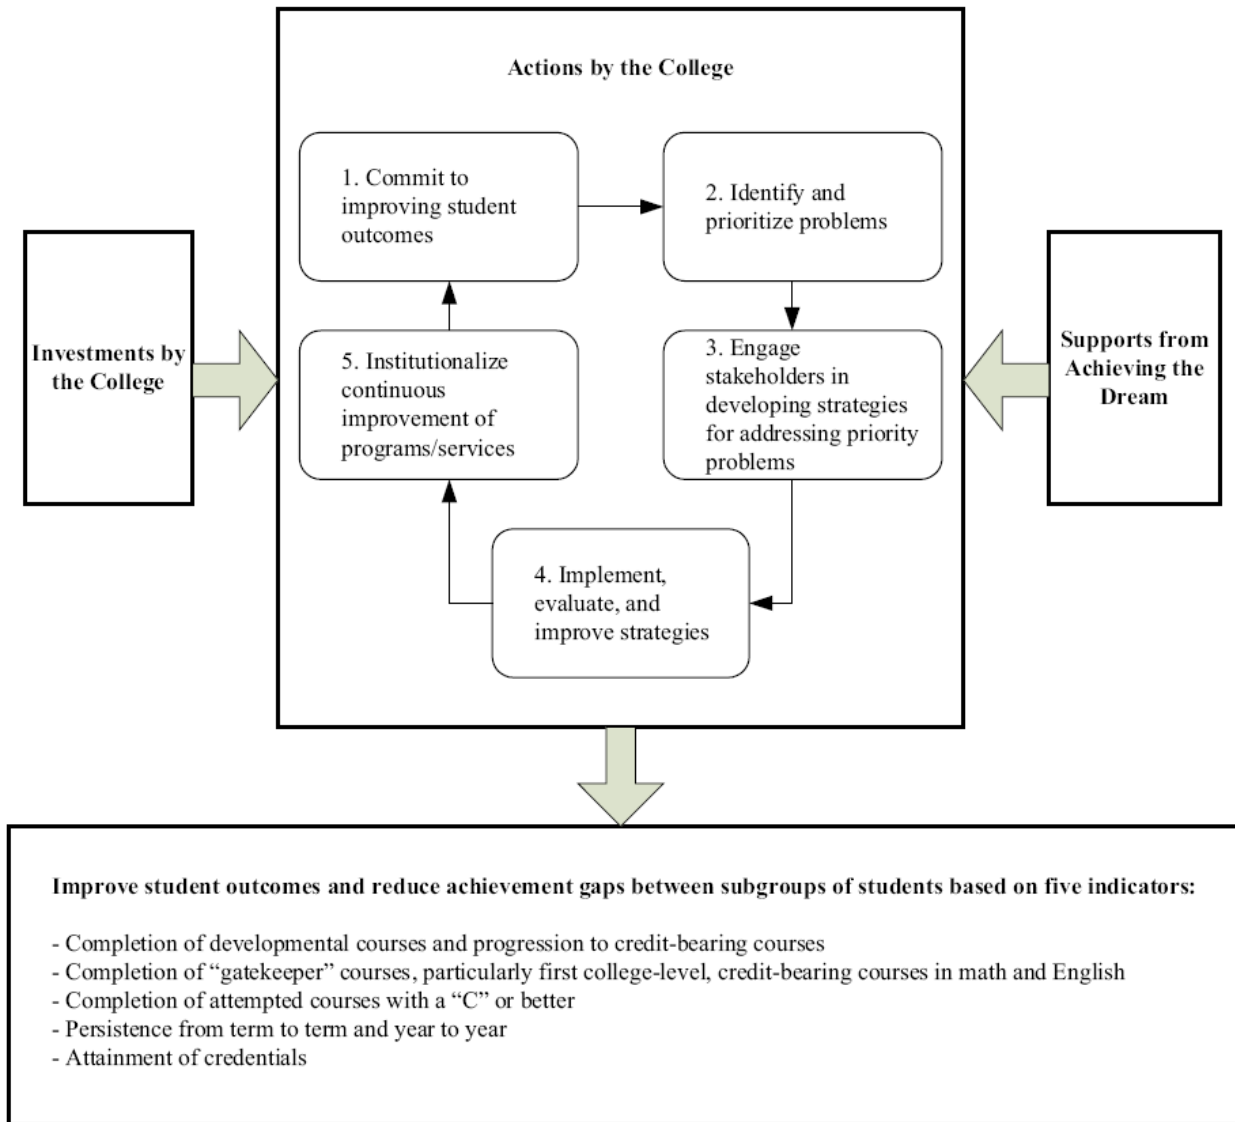 Actions by the College
1. Commit to
improving student
outcomes
2. Identify and
prioritize problems
Investments by
the College
5. Institutionalize
continuous
improvement of
programs/services
3. Engage
stakeholders in
developing strategies
for addressing priority
problems
Supports from
Achieving the
Dream
4. Implement,
evaluate, and
improve strategies
Improve student outcomes and reduce achievement gaps between subgroups of students based on five indicators:
- Completion of developmental courses and progression to credit-bearing courses
- Completion of “gatekeeper” courses, particularly first college-level, credit-bearing courses in math and English
- Completion of attempted courses with a “C” or better
- Persistence from term to term and year to year
- Attainment of credentials